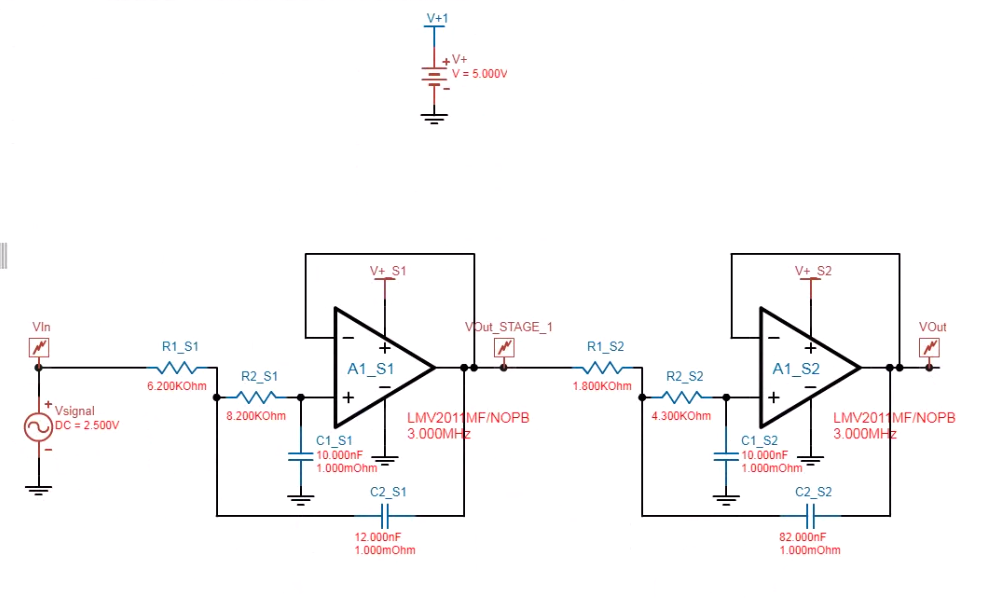 V+1
V+
V = 5.000V
V+_S1
V+_S2
VIn
VOut_STAGE_1
VOut
R1_S1
R1_S2
A1_S1
A1_S2
6.200KOhm
R2_S1
1.800KOhm
R2_S2
Vsignal
DC = 2.500V
8.200KOhm
LMV2011MF/NOPB
3.000MHz
4.300KOhm
LMV2011MF/NOPB
3.000MHz
C1_S1
10.000nF
1.000mOhm
C1_S2
10.000nF
1.000mOhm
C2_S1
12.000nF
1.000mOhm
C2_S2
82.000nF
1.000mOhm